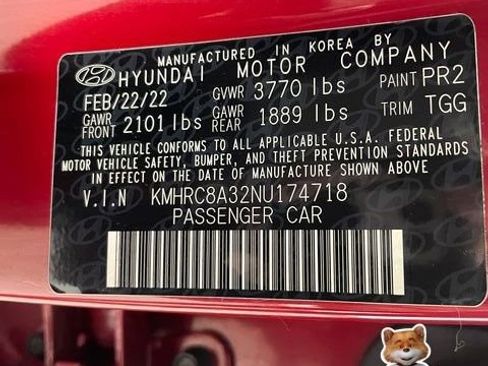 MANUFACTURED IN KOREA BY
HYUNDAI MOTOR COMPANY
FEB/22/22 GVWR 3770 lbs PAINT PR2
GAWR FRONT 2101 lbs GAWR REAR 1889 lbs TRIM TGG
THIS VEHICLE CONFORMS TO ALL APPLICABLE U.S.A. FEDERAL
MOTOR VEHICLE SAFETY, BUMPER, AND THEFT PREVENTION STANDARDS
IN EFFECT ON THE DATE OF MANUFACTURE SHOWN ABOVE
V.I.N KMHRC8A32NU174718
PASSENGER CAR